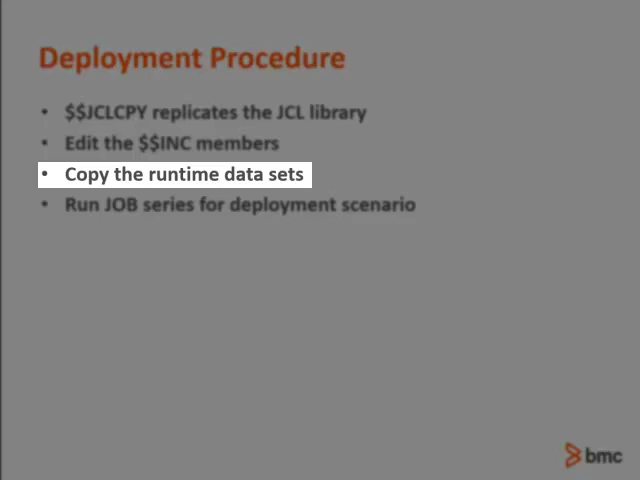 Deployment Procedure
• $$JCLCPY replicates the JCL library
• Edit the $$INC members
• Copy the runtime data sets
• Run JOB series for deployment scenario
bmc